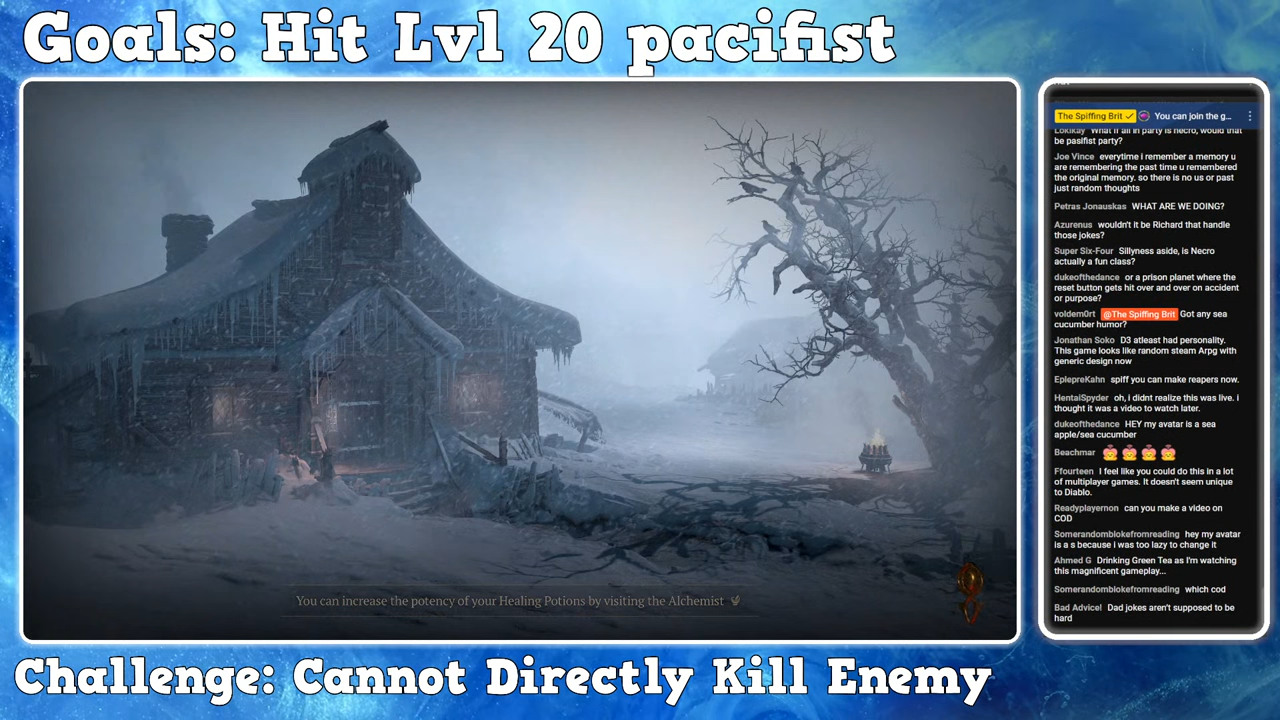 Goals: Hit Lvl 20 pacifist
You can increase the potency of your Healing Potions by visiting the Alchemist
The Spiffing Brit You can join the g...
Lokikay What if all in party is necro, would that
be pasifist party?
Joe Vince everytime i remember a memory u
are remembering the past time u remembered
the original memory. so there is no us or past
just random thoughts
Petras Jonauskas WHAT ARE WE DOING?
Azurenus wouldn't it be Richard that handle
those jokes?
Super Six-Four Sillyness aside, is Necro
actually a fun class?
dukeofthedance or a prison planet where the
reset button gets hit over and over on accident
or purpose?
voldem0rt @The Spiffing Brit Got any sea
cucumber humor?
Jonathan Soko D3 atleast had personality.
This game looks like random steam Arpg with
generic design now
EplepreKahn spiff you can make reapers now.
HentaiSpyder oh, i didnt realize this was live. i
thought it was a video to watch later.
dukeofthedance HEY my avatar is a sea
apple/sea cucumber
Beachmar
Ffourteen I feel like you could do this in a lot
of multiplayer games. It doesn't seem unique
to Diablo.
Readyplayernon can you make a video on
COD
Somerandomblokefromreading hey my avatar
is a s because i was too lazy to change it
Ahmed G Drinking Green Tea as I'm watching
this magnificent gameplay...
Somerandomblokefromreading which cod
Bad Advice! Dad jokes aren't supposed to be
hard
Challenge: Cannot Directly Kill Enemy